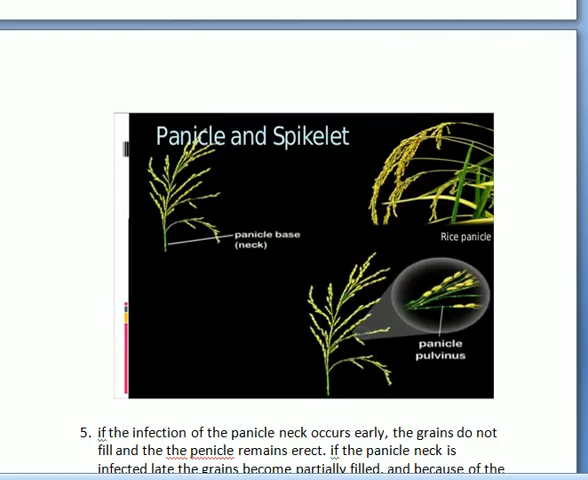 Panicle and Spikelet
panicle base
(neck)
Rice panicle
panicle
pulvinus
5. if the infection of the panicle neck occurs early, the grains do not
fill and the the penicle remains erect. if the panicle neck is
infected late the grains become partially filled, and because of the